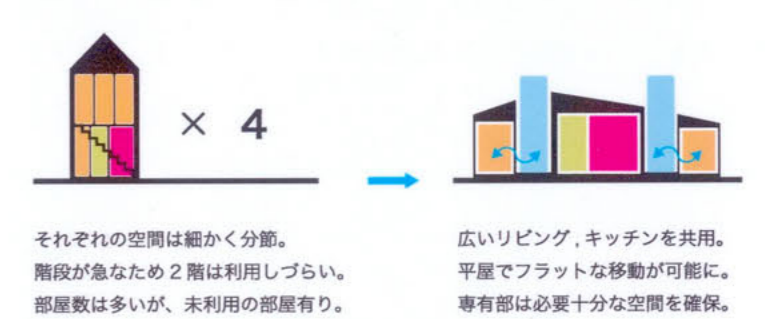 × 4
それぞれの空間は細かく分節。
階段が急なため2階は利用しづらい。
部屋数は多いが、未利用の部屋有り。
広いリビング,キッチンを共用。
平屋でフラットな移動が可能に。
専有部は必要十分な空間を確保。